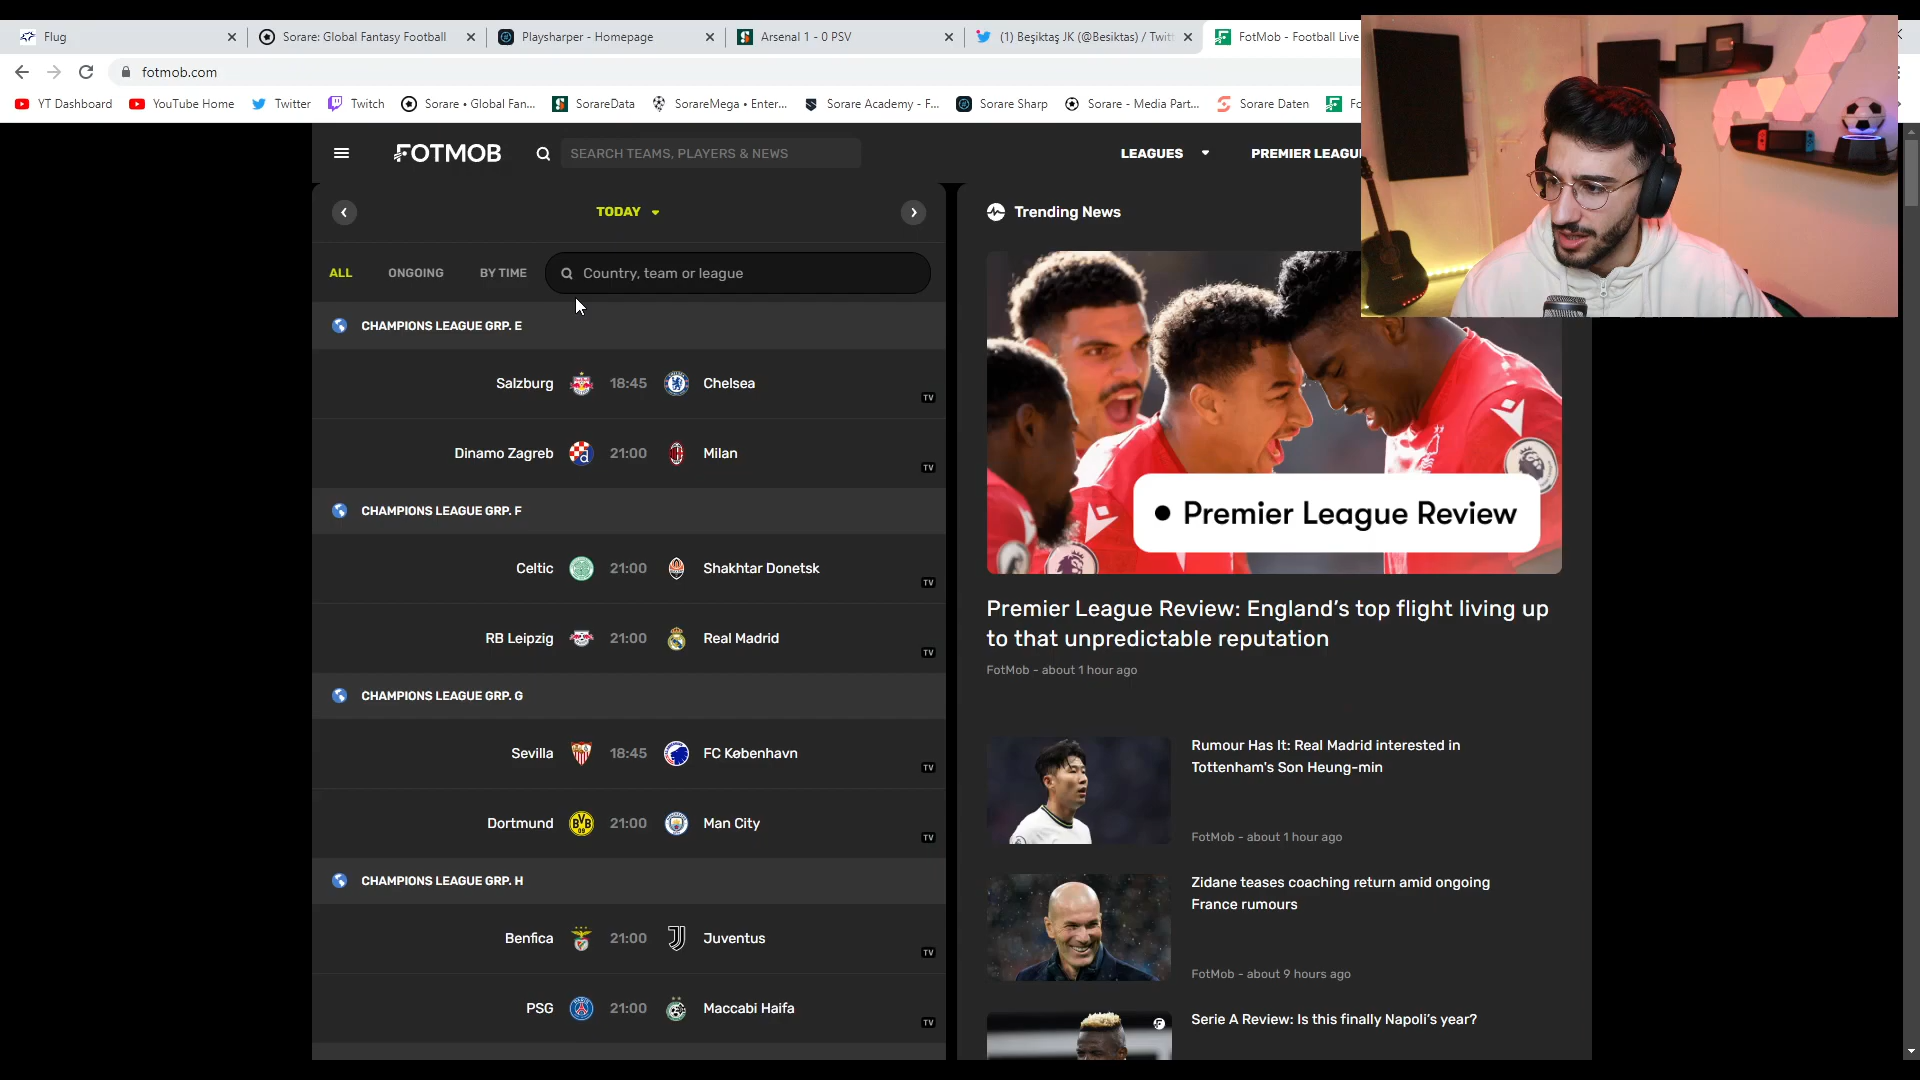 Flug
Sorare: Global Fantasy Football
Playsharper - Homepage
Arsenal 1 - 0 PSV
(1) Beşiktaş JK (@Besiktas) / Twitt
FotMob - Football Live
fotmob.com
YT Dashboard
YouTube Home
Twitter
Twitch
Sorare • Global Fan...
SorareData
SorareMega • Enter...
Sorare Academy - F...
Sorare Sharp
Sorare - Media Part...
Sorare Daten
Fo
FOTMOB
SEARCH TEAMS, PLAYERS & NEWS
LEAGUES
PREMIER LEAGU
TODAY
ALL
ONGOING
BY TIME
Country, team or league
CHAMPIONS LEAGUE GRP. E
Salzburg 18:45 Chelsea
TV
Dinamo Zagreb 21:00 Milan
TV
CHAMPIONS LEAGUE GRP. F
Celtic 21:00 Shakhtar Donetsk
TV
RB Leipzig 21:00 Real Madrid
TV
CHAMPIONS LEAGUE GRP. G
Sevilla 18:45 FC København
TV
Dortmund 21:00 Man City
TV
CHAMPIONS LEAGUE GRP. H
Benfica 21:00 Juventus
TV
PSG 21:00 Maccabi Haifa
TV
Trending News
• Premier League Review
Premier League Review: England’s top flight living up
to that unpredictable reputation
FotMob - about 1 hour ago
Rumour Has It: Real Madrid interested in
Tottenham's Son Heung-min
FotMob - about 1 hour ago
Zidane teases coaching return amid ongoing
France rumours
FotMob - about 9 hours ago
Serie A Review: Is this finally Napoli’s year?